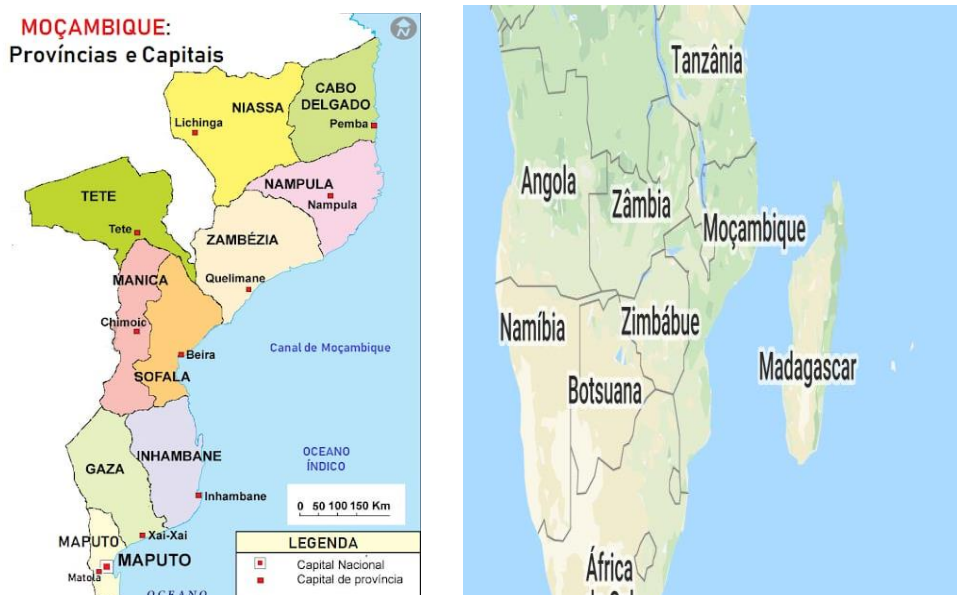 MOÇAMBIQUE:
Províncias e Capitais
N
CABO
DELGADO
NIASSA
Lichinga
Pemba
NAMPULA
Nampula
TETE
Tete
ZAMBÉZIA
MANICA
Quelimane
Chimoio
Beira
Canal de Moçambique
SOFALA
OCEANO
ÍNDICO
INHAMBANE
GAZA
Inhambane
0 50 100 150 Km
Xai-Xai
MAPUTO
MAPUTO
Matola
LEGENDA
Capital Nacional
Capital de província
OCEANO
Tanzânia
Angola
Zâmbia
Moçambique
Namíbia
Zimbábue
Madagascar
Botsuana
África